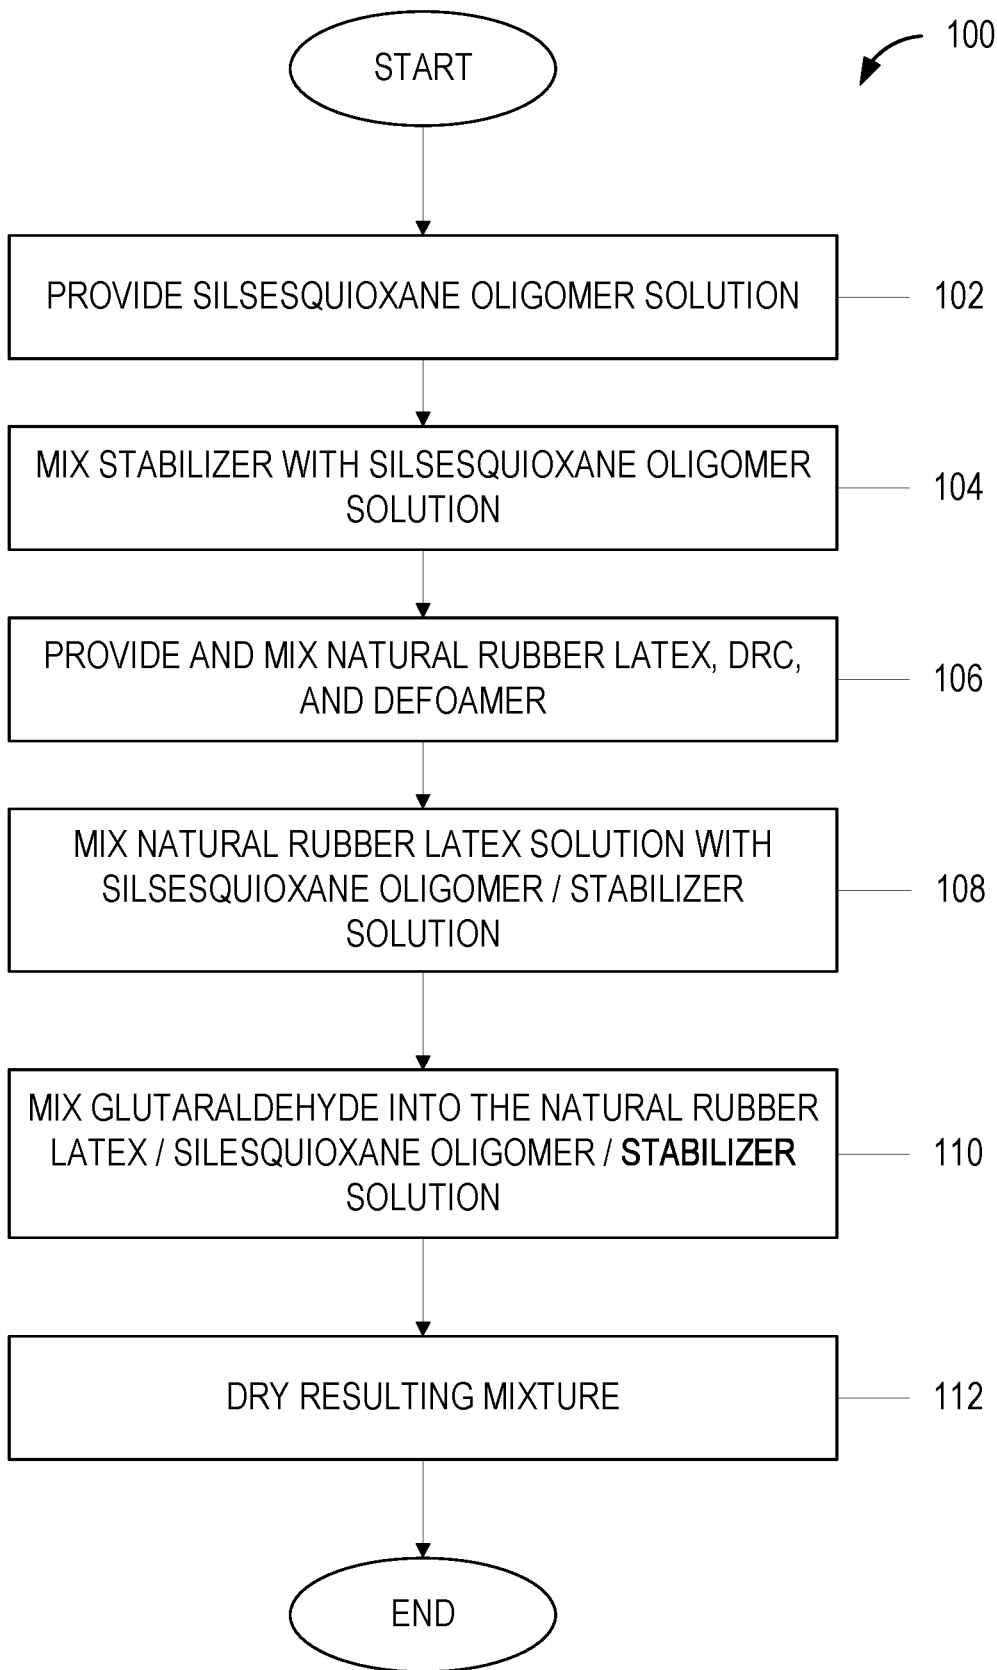 START
100
PROVIDE SILSESQUIOXANE OLIGOMER SOLUTION
102
MIX STABILIZER WITH SILSESQUIOXANE OLIGOMER
SOLUTION
104
PROVIDE AND MIX NATURAL RUBBER LATEX, DRC,
AND DEFOAMER
106
MIX NATURAL RUBBER LATEX SOLUTION WITH
SILSESQUIOXANE OLIGOMER / STABILIZER
SOLUTION
108
MIX GLUTARALDEHYDE INTO THE NATURAL RUBBER
LATEX / SILESQUIOXANE OLIGOMER / STABILIZER
SOLUTION
110
DRY RESULTING MIXTURE
112
END